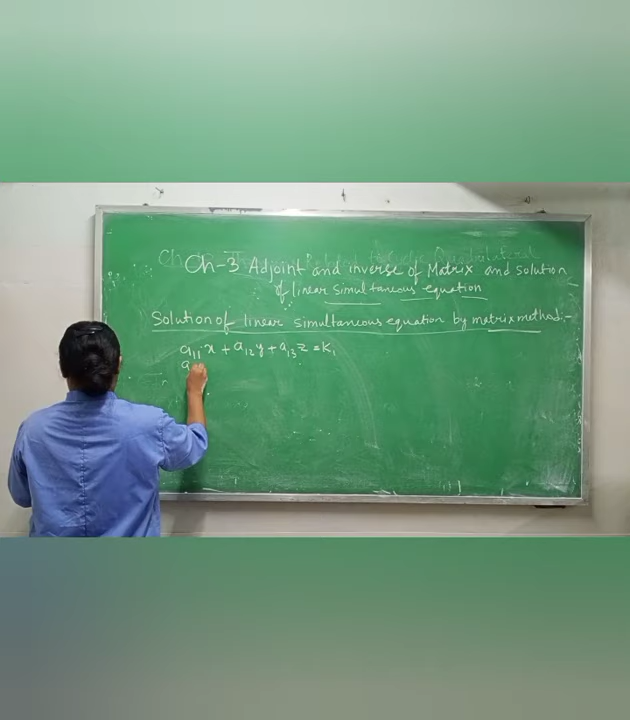 Ch-3 Adjoint and inverse of Matrix and solution
of linear simultaneous equation
Solution of linear simultaneous equation by matrix method:-
a₁₁x + a₁₂y + a₁₃z = K₁
a